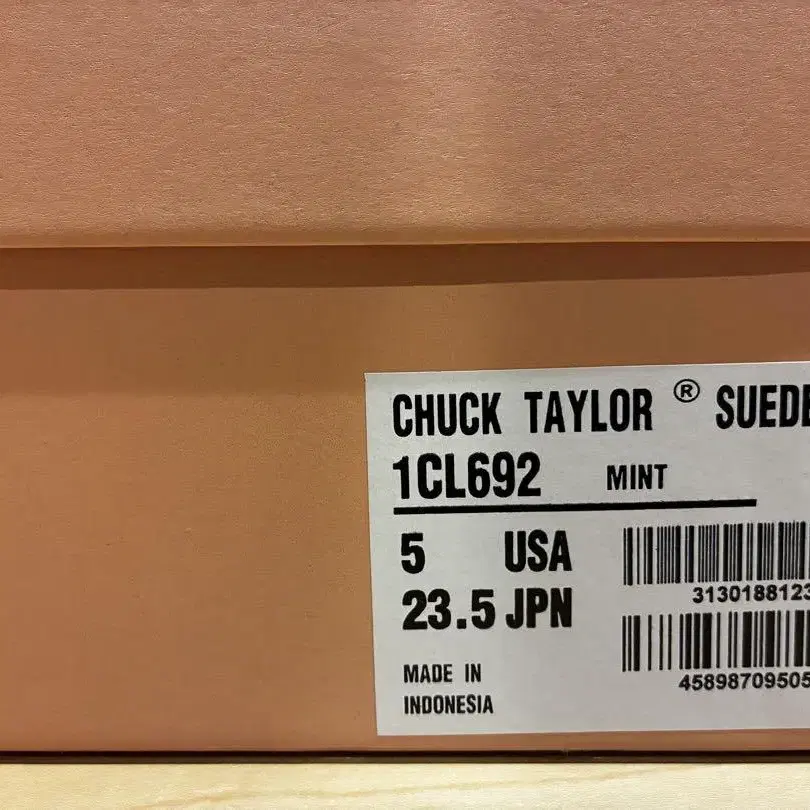 CHUCK TAYLOR ® SUEDE
1CL692 MINT
5 USA
23.5 JPN
3130188123
45898709505
MADE IN
INDONESIA